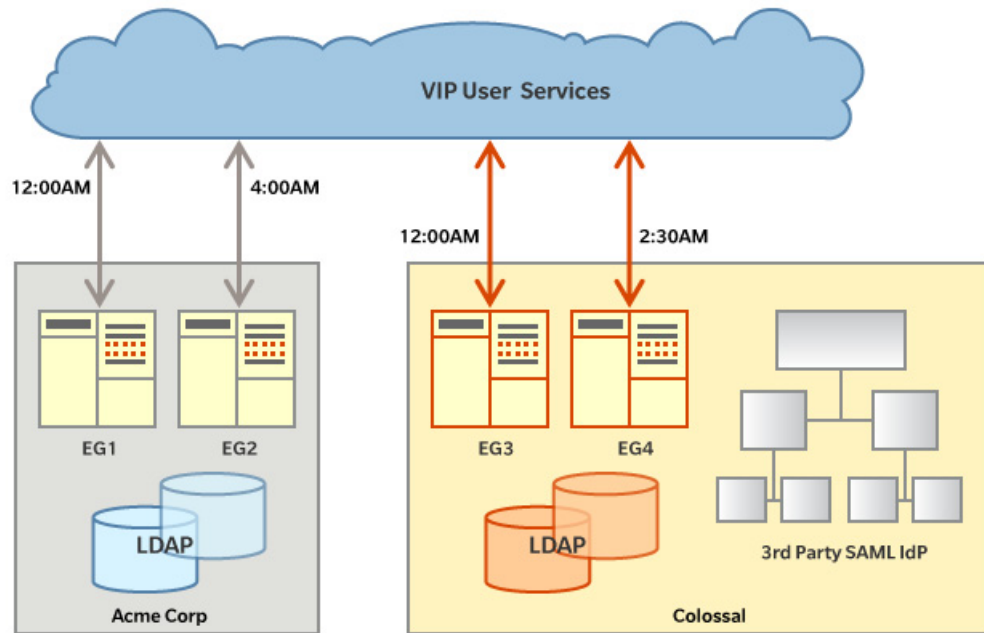 VIP User Services
12:00AM
4:00AM
12:00AM
2:30AM
EG1
EG2
EG3
EG4
LDAP
LDAP
3rd Party SAML IdP
Acme Corp
Colossal